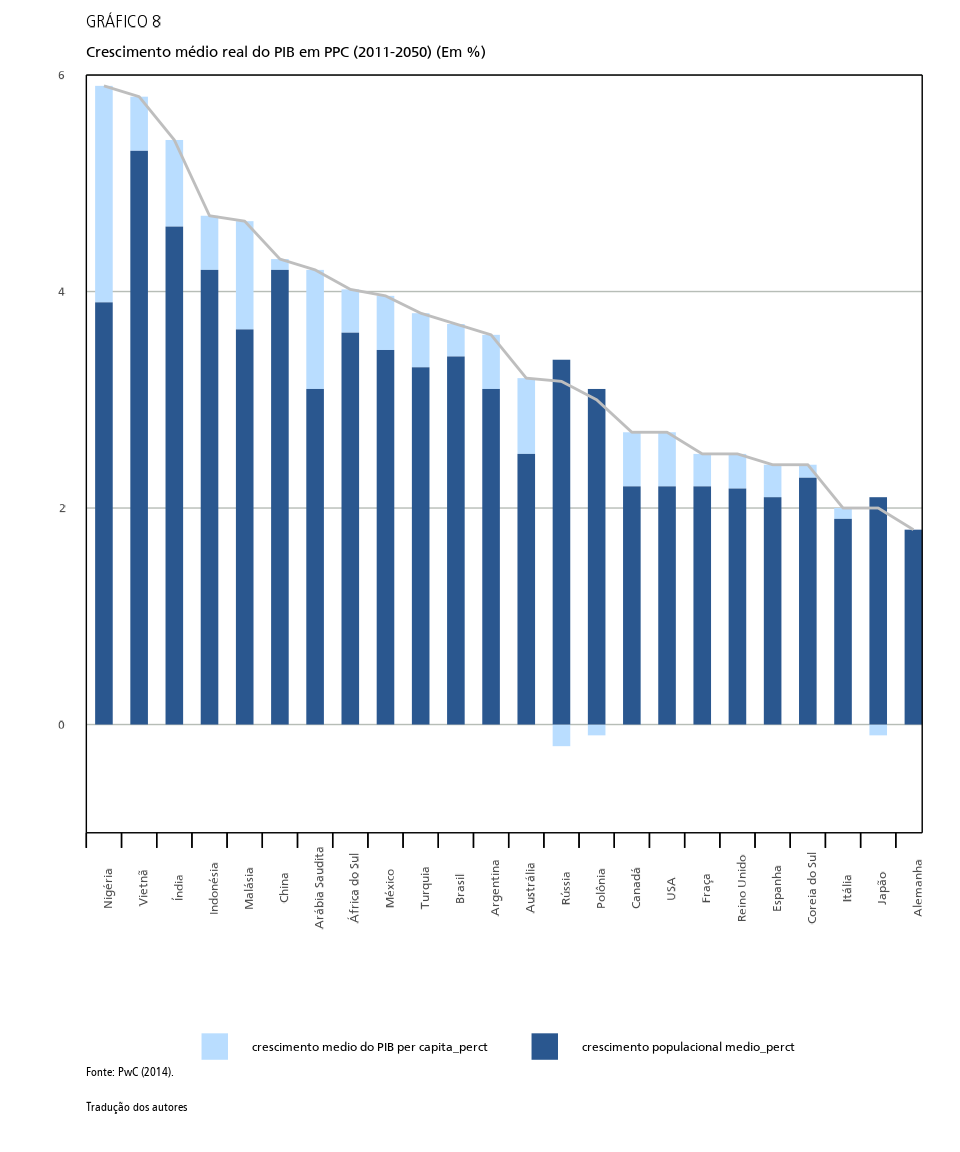 GRÁFICO 8
Crescimento médio real do PIB em PPC (2011-2050) (Em %)
6
4
2
0
Nigéria
Vietnã
Índia
Indonésia
Malásia
China
Arábia Saudita
África do Sul
México
Turquia
Brasil
Argentina
Austrália
Rússia
Polônia
Canadá
USA
Fraça
Reino Unido
Espanha
Coreia do Sul
Itália
Japão
Alemanha
crescimento medio do PIB per capita_perct
crescimento populacional medio_perct
Fonte: PwC (2014).
Tradução dos autores